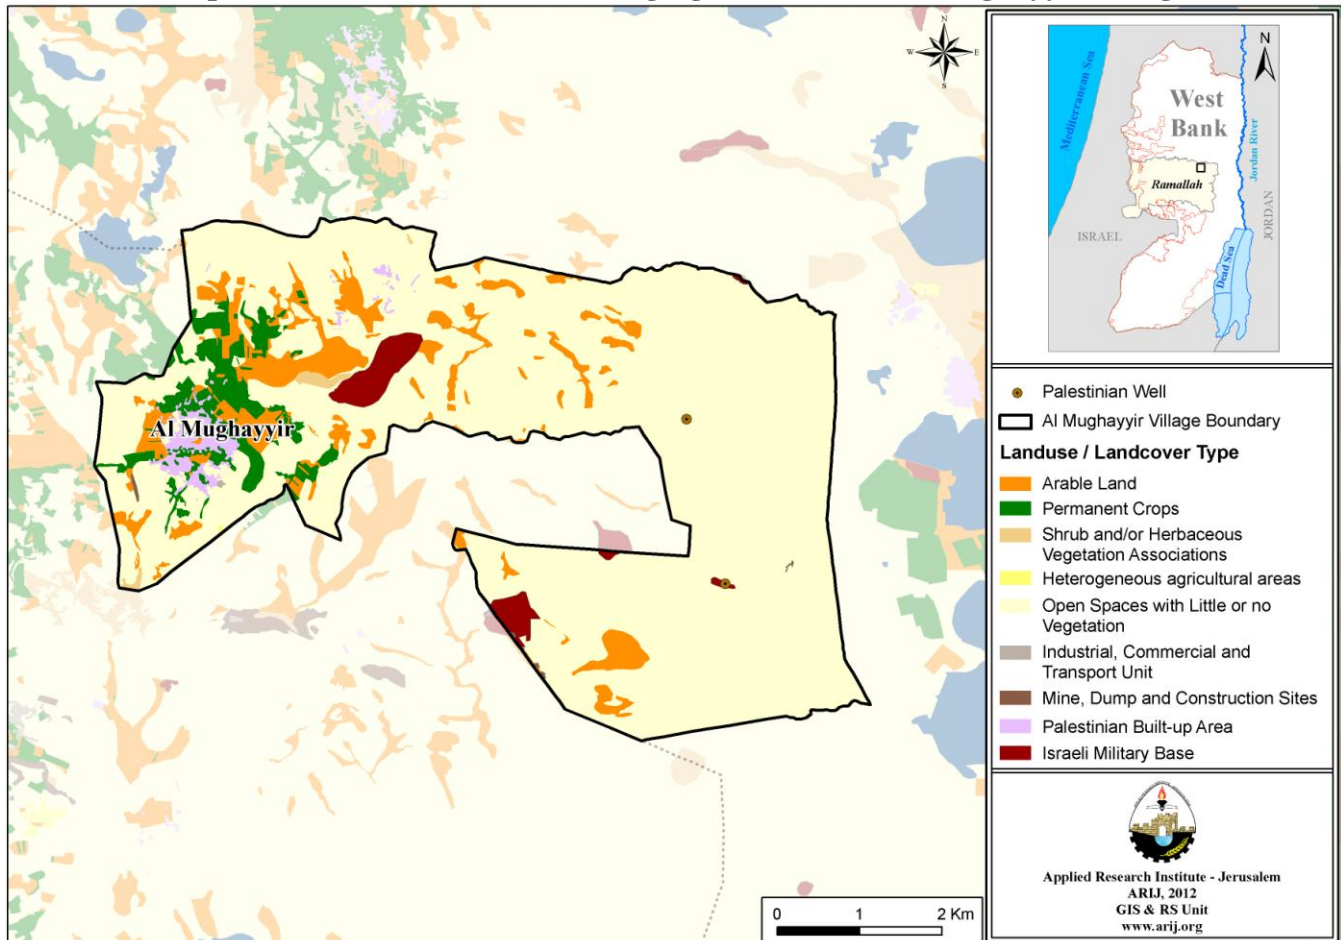 N
W
E
S
Al Mughayyir
0 1 2 Km
N
Mediterranean Sea
West
Bank
Jordan River
Ramallah
ISRAEL
JORDAN
Dead Sea
Palestinian Well
Al Mughayyir Village Boundary
Landuse / Landcover Type
Arable Land
Permanent Crops
Shrub and/or Herbaceous
Vegetation Associations
Heterogeneous agricultural areas
Open Spaces with Little or no
Vegetation
Industrial, Commercial and
Transport Unit
Mine, Dump and Construction Sites
Palestinian Built-up Area
Israeli Military Base
Applied Research Institute - Jerusalem
ARIJ, 2012
GIS & RS Unit
www.arij.org